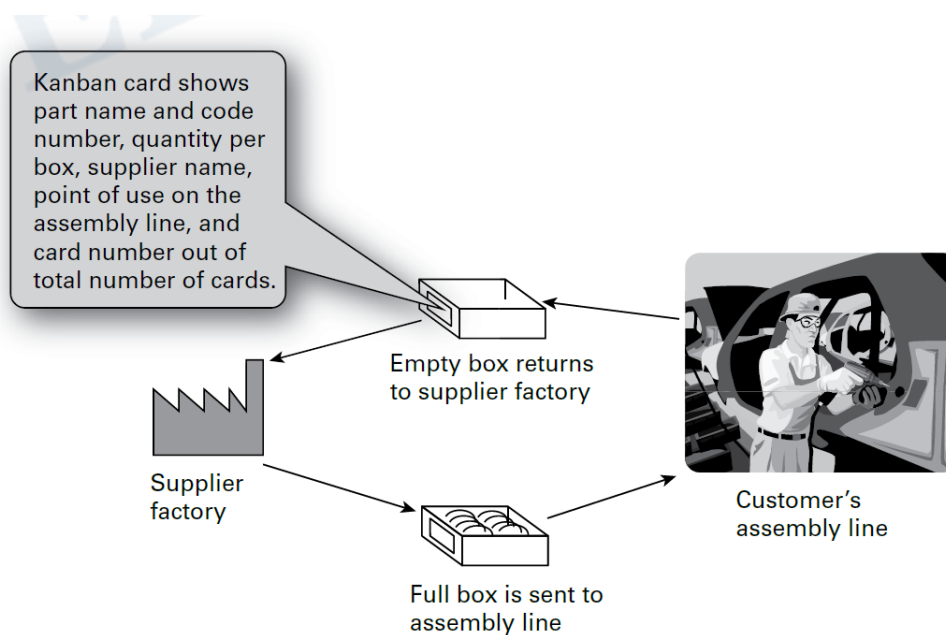 Kanban card shows
part name and code
number, quantity per
box, supplier name,
point of use on the
assembly line, and
card number out of
total number of cards.
Empty box returns
to supplier factory
Supplier
factory
Customer's
assembly line
Full box is sent to
assembly line